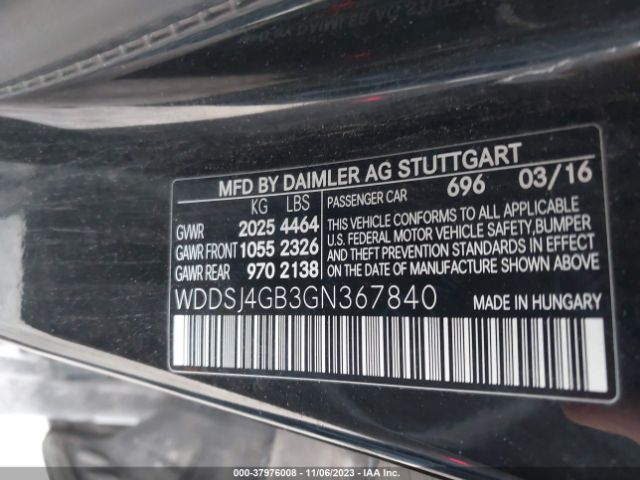 MFD BY DAIMLER AG STUTTGART
KG LBS
GVWR 2025 4464
GAWR FRONT 1055 2326
GAWR REAR 970 2138
PASSENGER CAR 696 03/16
THIS VEHICLE CONFORMS TO ALL APPLICABLE
U.S. FEDERAL MOTOR VEHICLE SAFETY,BUMPER
AND THEFT PREVENTION STANDARDS IN EFFECT
ON THE DATE OF MANUFACTURE SHOWN ABOVE.
WDDSJ4GB3GN367840 MADE IN HUNGARY
000-37976008 - 11/06/2023 - IAA Inc.